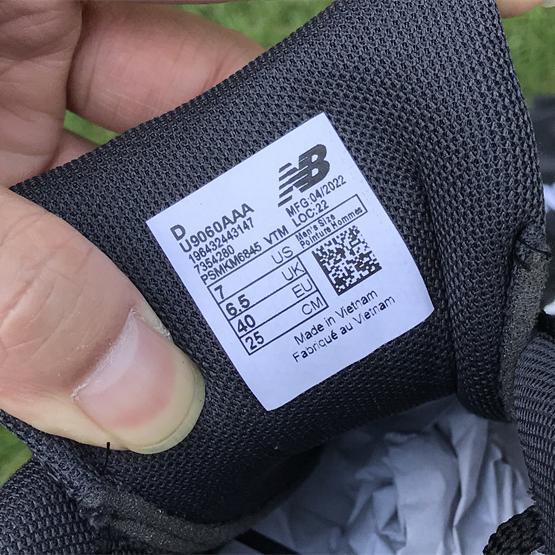 NB
D
U9060AAA
MFG:04/2022
196432443147
LOC:22
7354280
PSMKM6845 VTM
Men's Size
Pointure Hommes
7 US
6.5 UK
40 EU
25 CM
Made in Vietnam
Fabriqué au Vietnam